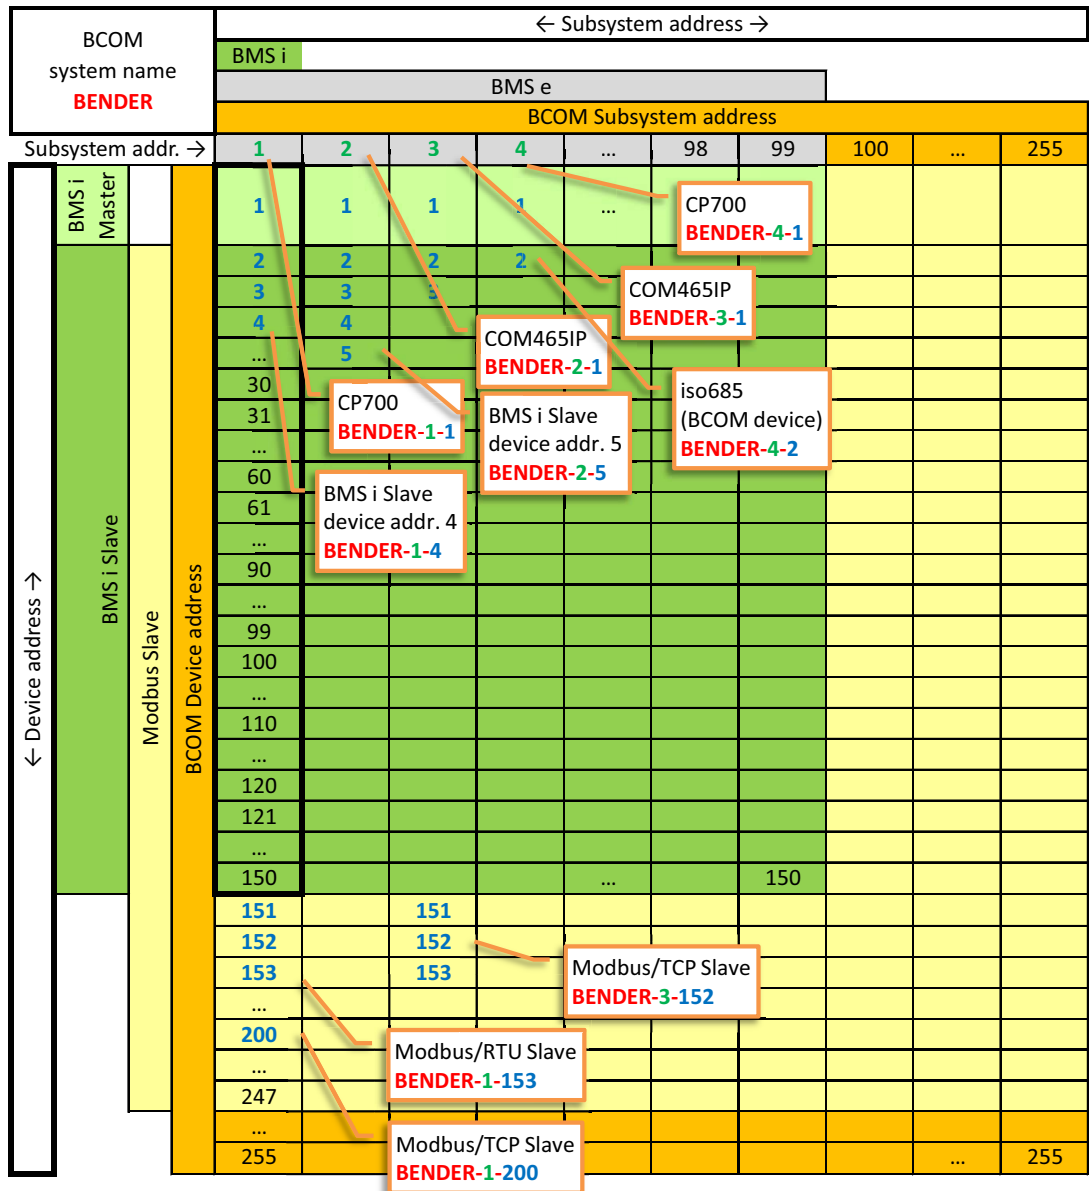 BCOM
system name
BENDER
← Subsystem address →
BMS i
BMS e
BCOM Subsystem address
Subsystem addr. → 1 2 3 4 ... 98 99 100 ... 255
BMS i
Master
1 1 1 1 ...
CP700
BENDER-4-1
2 2 2 2
3 3 3
COM465IP
BENDER-3-1
4 4
... 5
COM465IP
BENDER-2-1
30
31
...
CP700
BENDER-1-1
BMS i Slave
device addr. 5
BENDER-2-5
iso685
(BCOM device)
BENDER-4-2
60
61
...
BMS i Slave
device addr. 4
BENDER-1-4
90
...
99
100
...
110
...
120
121
...
150 ... 150
← Device address →
BMS i Slave
Modbus Slave
BCOM Device address
151 151
152 152
153 153
Modbus/TCP Slave
BENDER-3-152
...
200
...
Modbus/RTU Slave
BENDER-1-153
247
...
Modbus/TCP Slave
BENDER-1-200
255 ... 255